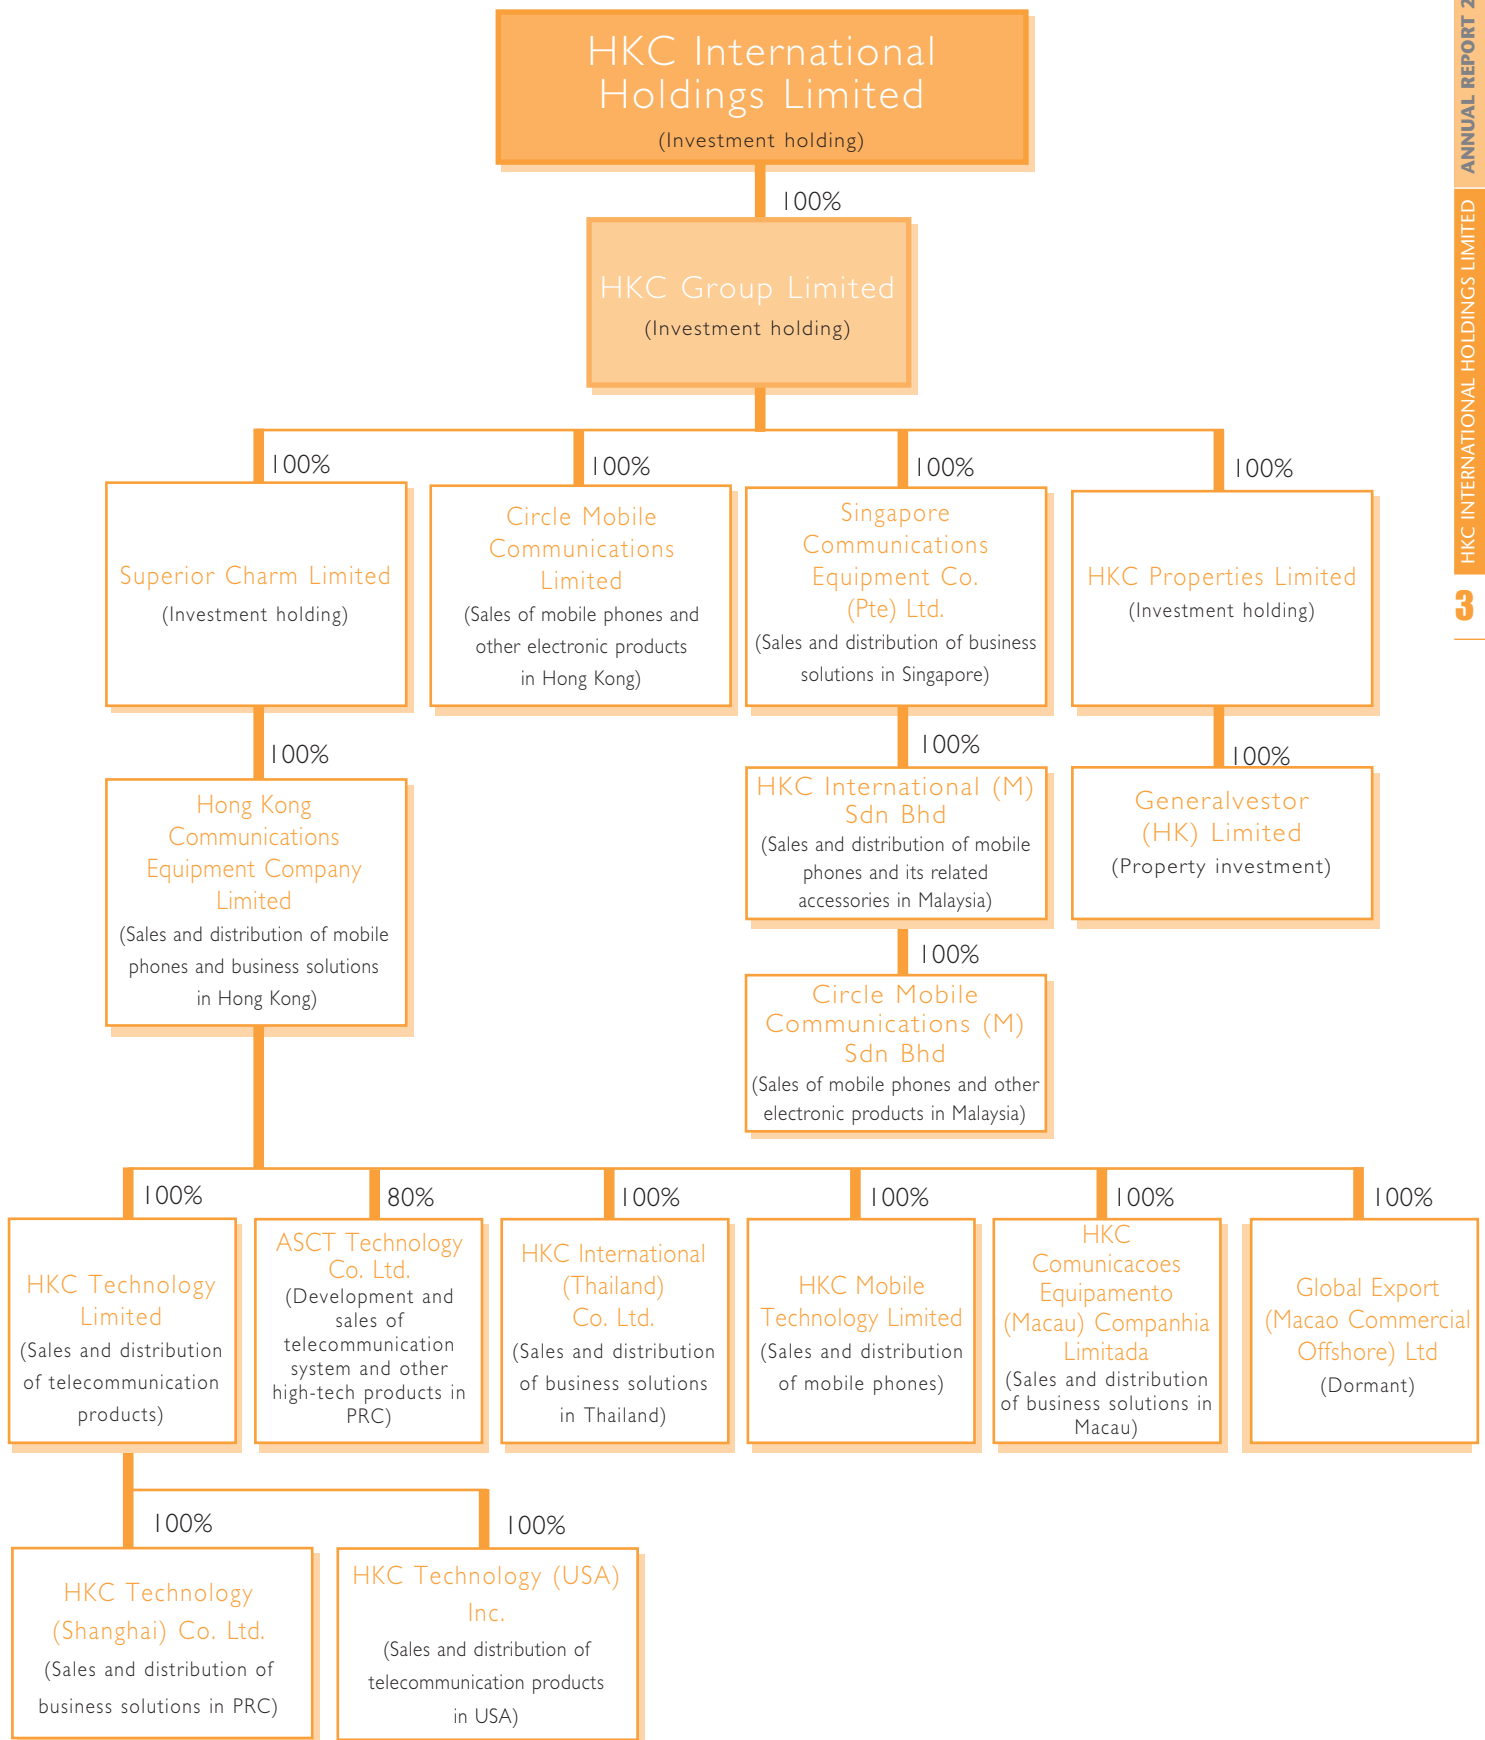 HKC International
Holdings Limited
(Investment holding)
100%
HKC Group Limited
(Investment holding)
100%
Superior Charm Limited
(Investment holding)
100%
Circle Mobile
Communications
Limited
(Sales of mobile phones and
other electronic products
in Hong Kong)
100%
Singapore
Communications
Equipment Co.
(Pte) Ltd.
(Sales and distribution of business
solutions in Singapore)
100%
HKC Properties Limited
(Investment holding)
100%
Hong Kong
Communications
Equipment Company
Limited
(Sales and distribution of mobile
phones and business solutions
in Hong Kong)
100%
HKC International (M)
Sdn Bhd
(Sales and distribution of mobile
phones and its related
accessories in Malaysia)
100%
Generalvestor
(HK) Limited
(Property investment)
100%
Circle Mobile
Communications (M)
Sdn Bhd
(Sales of mobile phones and other
electronic products in Malaysia)
100%
HKC Technology
Limited
(Sales and distribution
of telecommunication
products)
80%
ASCT Technology
Co. Ltd.
(Development and
sales of
telecommunication
system and other
high-tech products in
PRC)
100%
HKC International
(Thailand)
Co. Ltd.
(Sales and distribution
of business solutions
in Thailand)
100%
HKC Mobile
Technology Limited
(Sales and distribution
of mobile phones)
100%
HKC
Comunicacoes
Equipamento
(Macau) Companhia
Limitada
(Sales and distribution
of business solutions in
Macau)
100%
Global Export
(Macao Commercial
Offshore) Ltd
(Dormant)
100%
HKC Technology
(Shanghai) Co. Ltd.
(Sales and distribution of
business solutions in PRC)
100%
HKC Technology (USA)
Inc.
(Sales and distribution of
telecommunication products
in USA)
HKC INTERNATIONAL HOLDINGS LIMITED ANNUAL REPORT
3